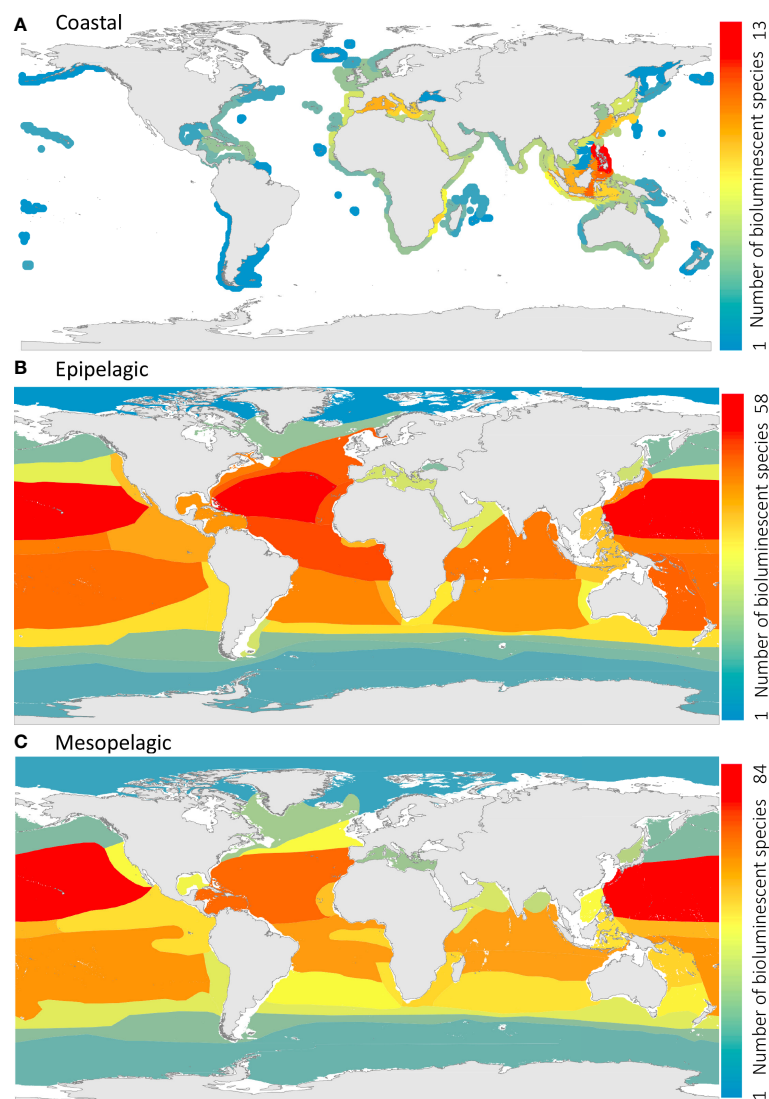 A Coastal
1 Number of bioluminescent species 13
B Epipelagic
1 Number of bioluminescent species 58
C Mesopelagic
1 Number of bioluminescent species 84